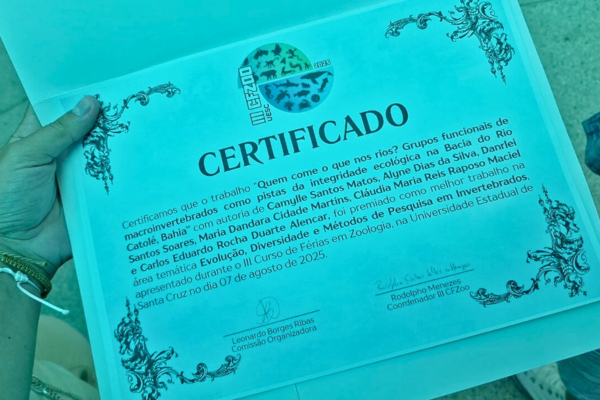 III CFZOO
UESC
CERTIFICADO
Certificamos que o trabalho "Quem come o que nos rios? Grupos funcionais de
macroinvertebrados como pistas da integridade ecológica na Bacia do Rio
Catolé, Bahia" com autoria de Camylle Santos Matos, Alyne Dias da Silva, Danrlei
Santos Soares, Maria Dandara Cidade Martins, Cláudia Maria Reis Raposo Maciel
e Carlos Eduardo Rocha Duarte Alencar, foi premiado como melhor trabalho na
área temática Evolução, Diversidade e Métodos de Pesquisa em Invertebrados,
apresentado durante o III Curso de Férias em Zoologia, na Universidade Estadual de
Santa Cruz no dia 07 de agosto de 2025.
Leonardo Borges Ribas
Comissão Organizadora
Rodolpho Menezes
Coordenador III CFZoo